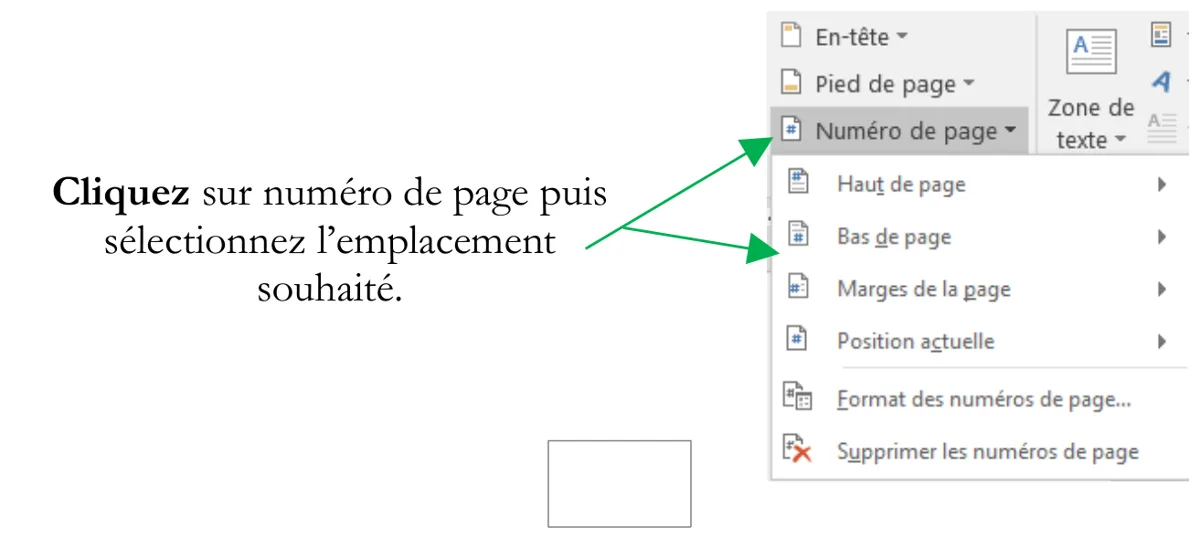 En-tête
Pied de page
Numéro de page
Zone de
texte
Cliquez sur numéro de page puis
sélectionnez l’emplacement
souhaité.
Haut de page
Bas de page
Marges de la page
Position actuelle
Format des numéros de page...
Supprimer les numéros de page